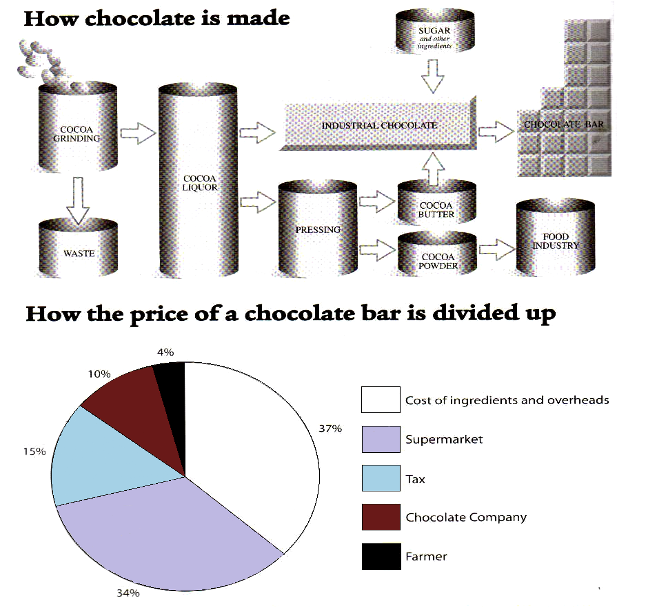 How chocolate is made
SUGAR
and other
ingredients
COCOA
GRINDING
INDUSTRIAL CHOCOLATE
CHOCOLATE BAR
COCOA
LIQUOR
COCOA
BUTTER
PRESSING
WASTE
FOOD
INDUSTRY
COCOA
POWDER
How the price of a chocolate bar is divided up
4%
10%
37%
15%
34%
Cost of ingredients and overheads
Supermarket
Tax
Chocolate Company
Farmer